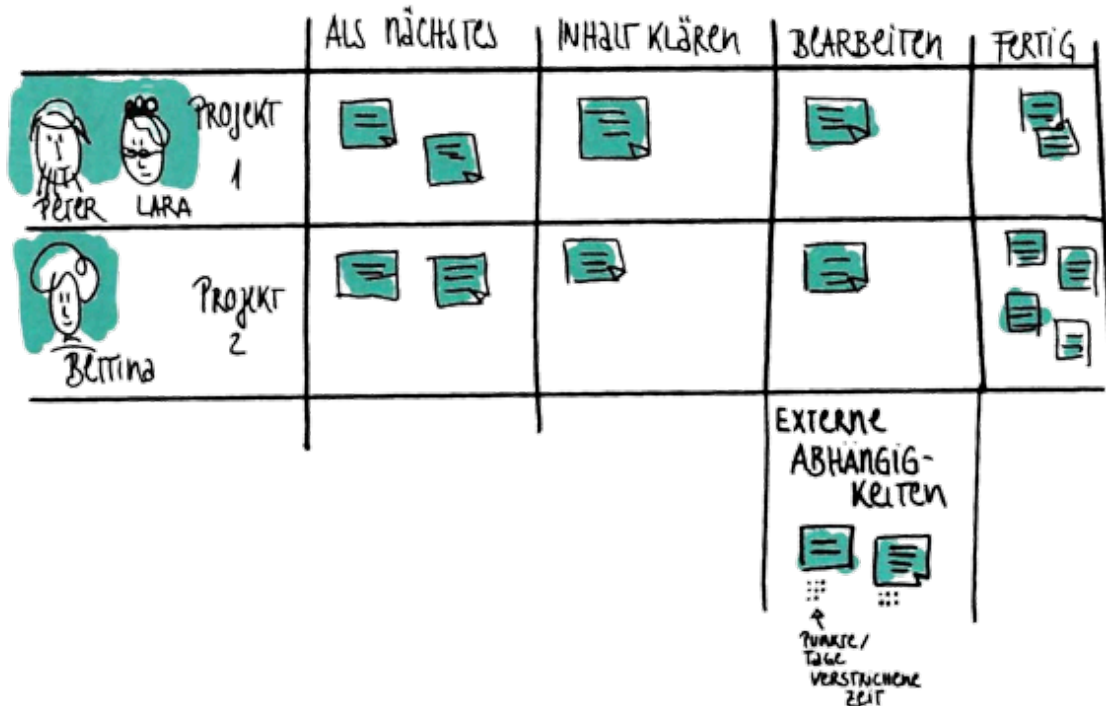 ALS NÄCHSTES
INHALT KLÄREN
BEARBEITEN
FERTIG
PROJEKT
1
PETER
LARA
PROJEKT
2
BETTINA
EXTERNE
ABHÄNGIG-
KEITEN
PUNKTE/
TAGE
VERSTRICHENE
ZEIT